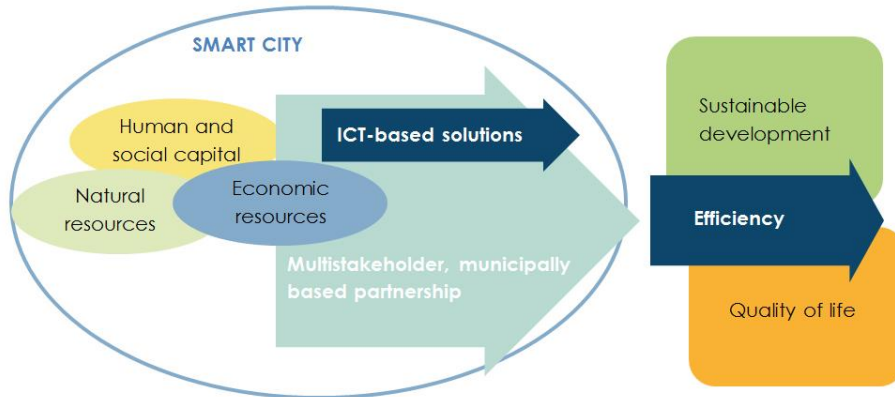 SMART CITY
Human and
social capital
Natural
resources
Economic
resources
ICT-based solutions
Multistakeholder, municipally
based partnership
Sustainable
development
Efficiency
Quality of life